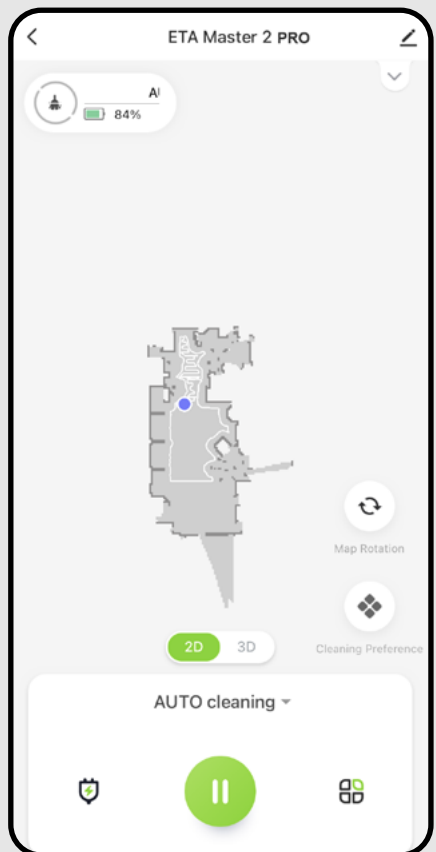 ETA Master 2 PRO
84%
Map Rotation
Cleaning Preference
2D 3D
AUTO cleaning